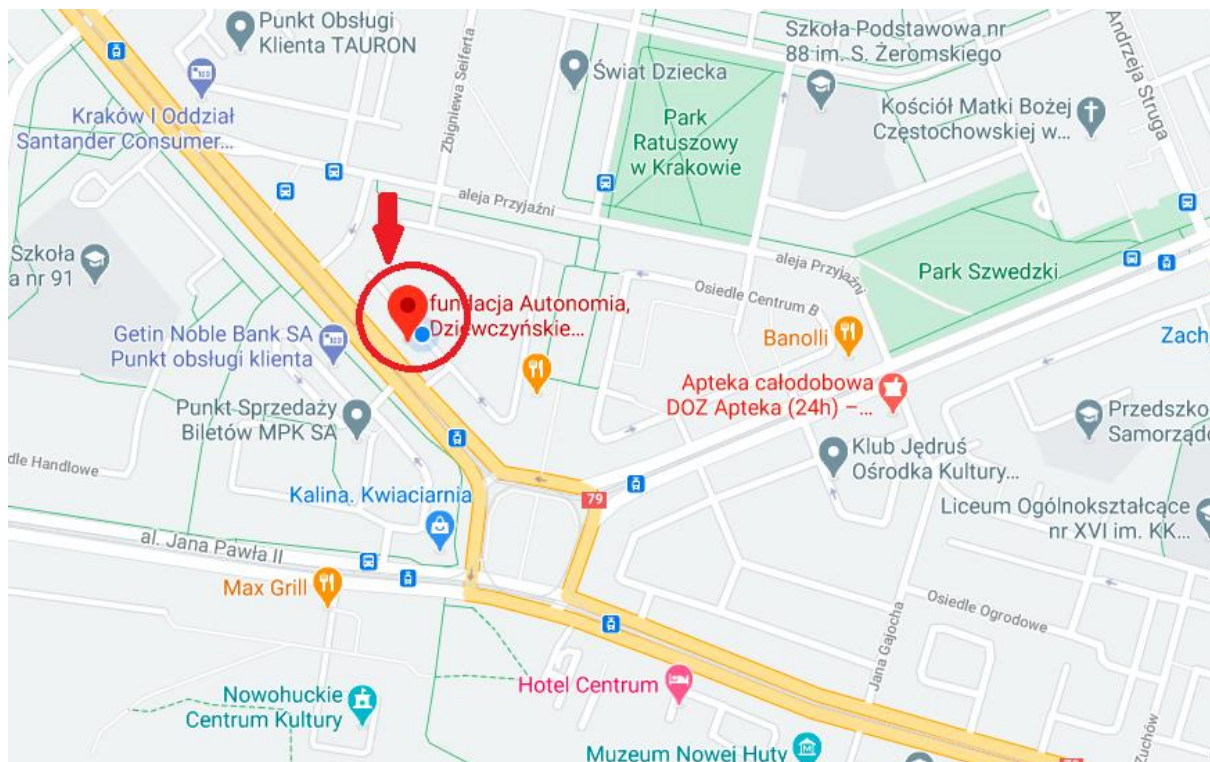 Punkt Obsługi
Klienta TAURON
Szkoła Podstawowa nr
88 im. S. Żeromskiego
Andrzeja Struga
Świat Dziecka
Zbigniewa Seiferta
Kraków I Oddział
Santander Consumer...
Park
Ratuszowy
w Krakowie
Kościół Matki Bożej
Częstochowskiej w...
aleja Przyjaźni
Szkoła
a nr 91
aleja Przyjaźni
Park Szwedzki
Osiedle Centrum B
fundacja Autonomia,
Dziewczyńskie...
Getin Noble Bank SA
Punkt obsługi klienta
Banolli
Zach
Apteka całodobowa
DOZ Apteka (24h) –...
Punkt Sprzedaży
Biletów MPK SA
Przedszko
Samorządo
Klub Jędruś
Ośrodka Kultury...
dle Handlowe
Kalina. Kwiaciarnia
79
Liceum Ogólnokształcące
nr XVI im. KK...
al. Jana Pawła II
Max Grill
Osiedle Ogrodowe
Jana Gajocha
Hotel Centrum
Nowohuckie
Centrum Kultury
Muzeum Nowej Huty
zuchów